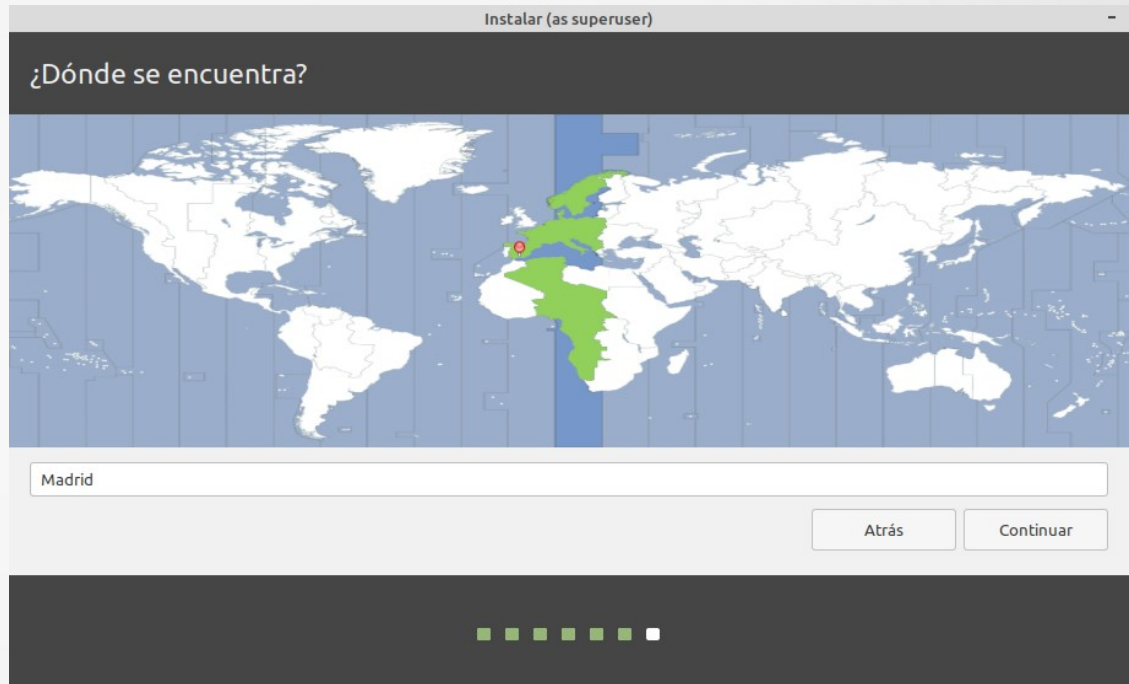 Instalar (as superuser)
¿Dónde se encuentra?
Madrid
Atrás
Continuar